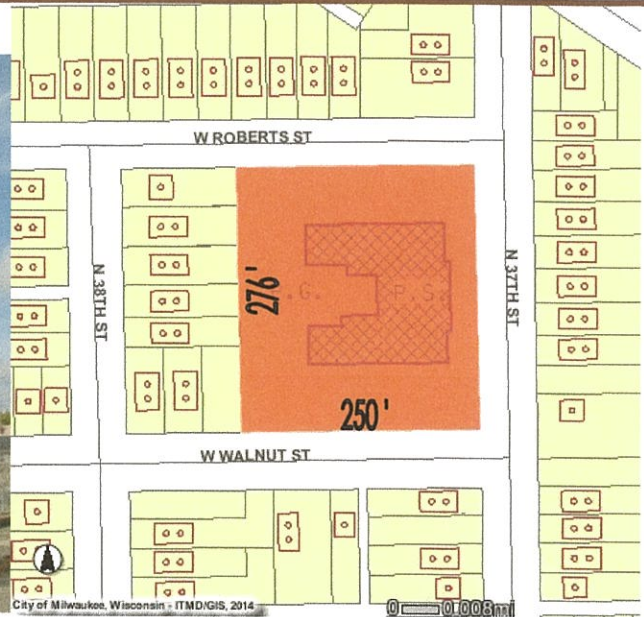 W ROBERTS ST
N 38TH ST
276'
P.G.
P.S.
N 37TH ST
250'
W WALNUT ST
City of Milwaukee, Wisconsin - ITMD/GIS, 2014
0 0.008mi